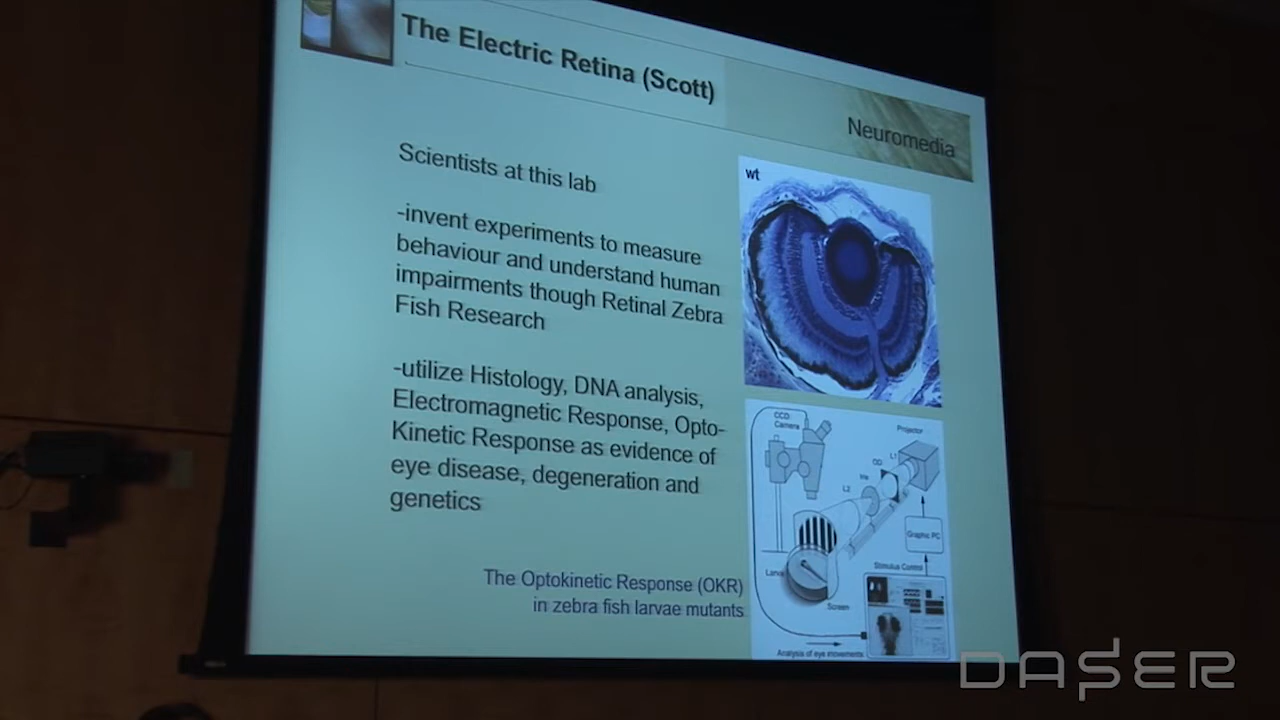 The Electric Retina (Scott)
Neuromedia
Scientists at this lab
-invent experiments to measure
behaviour and understand human
impairments though Retinal Zebra
Fish Research
-utilize Histology, DNA analysis,
Electromagnetic Response, Opto-
Kinetic Response as evidence of
eye disease, degeneration and
genetics
The Optokinetic Response (OKR)
in zebra fish larvae mutants
wt
CCD-
Camera
Projector
L1
OD
Iris
L2
Graphic PC
Stimulus Control
Larva
Screen
Analysis of eye movements
DASER